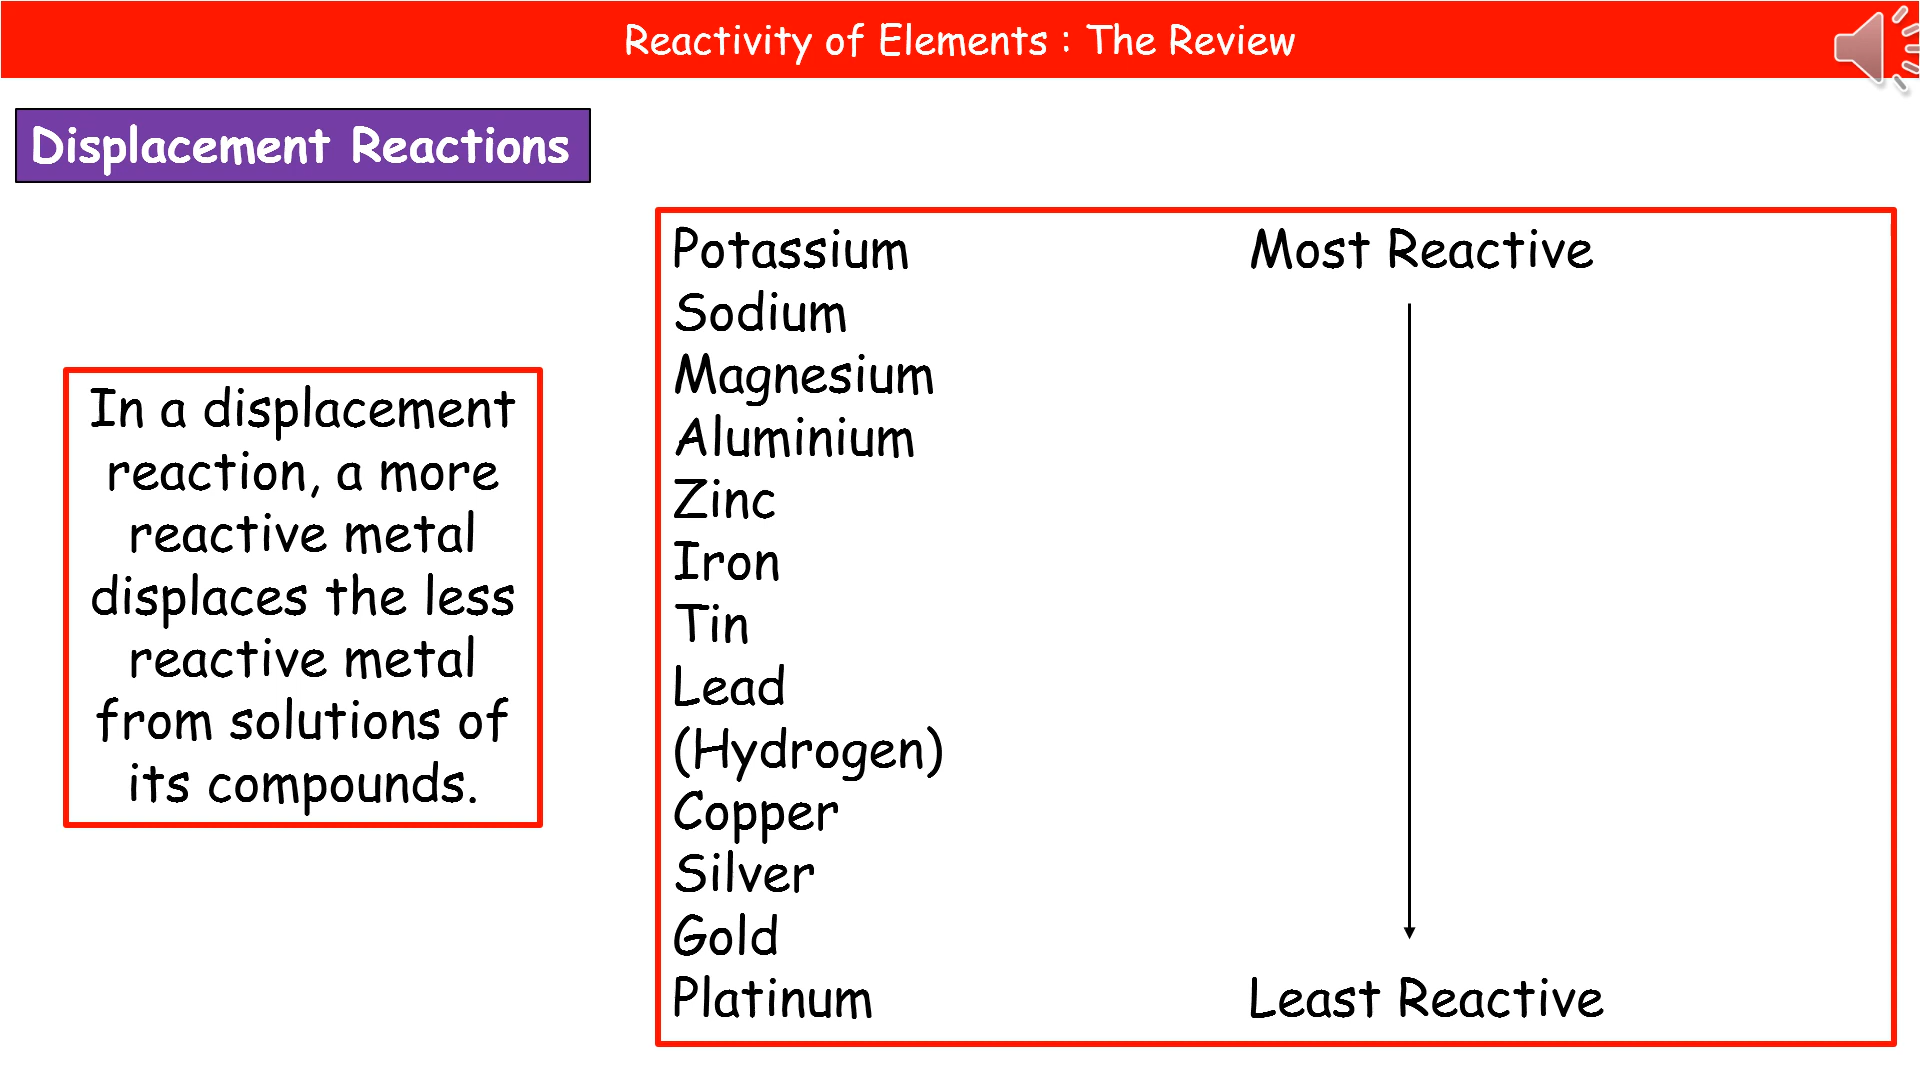 Reactivity of Elements : The Review
Displacement Reactions
In a displacement
reaction, a more
reactive metal
displaces the less
reactive metal
from solutions of
its compounds.
Potassium Most Reactive
Sodium
Magnesium
Aluminium
Zinc
Iron
Tin
Lead
(Hydrogen)
Copper
Silver
Gold
Platinum Least Reactive